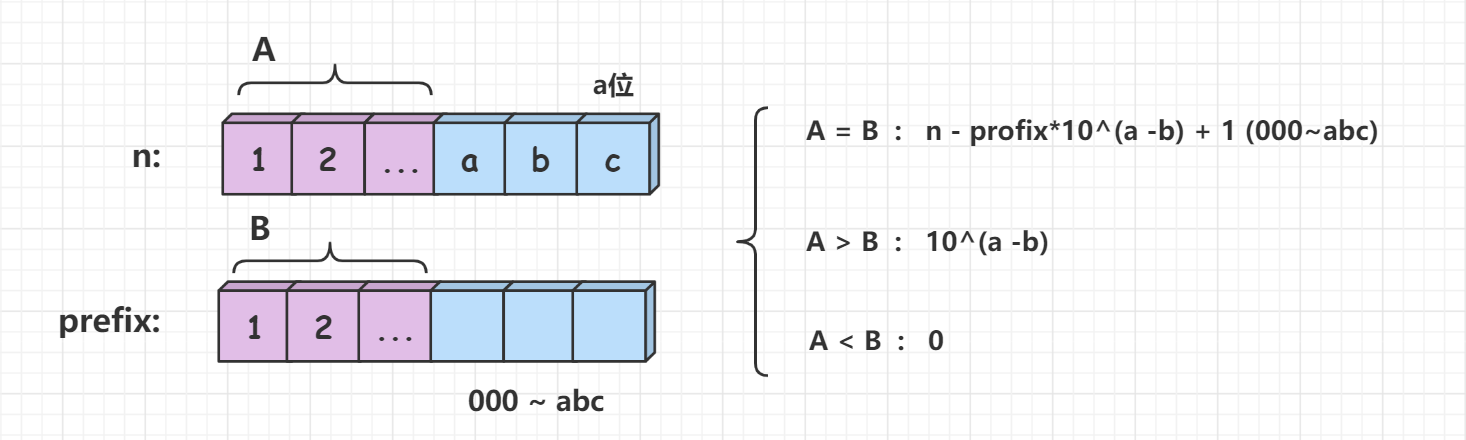 A
a位
n:
1 2 ... a b c
B
prefix:
1 2 ...
000 ~ abc
A = B : n - profix*10^(a -b) + 1 (000~abc)
A > B : 10^(a -b)
A < B : 0